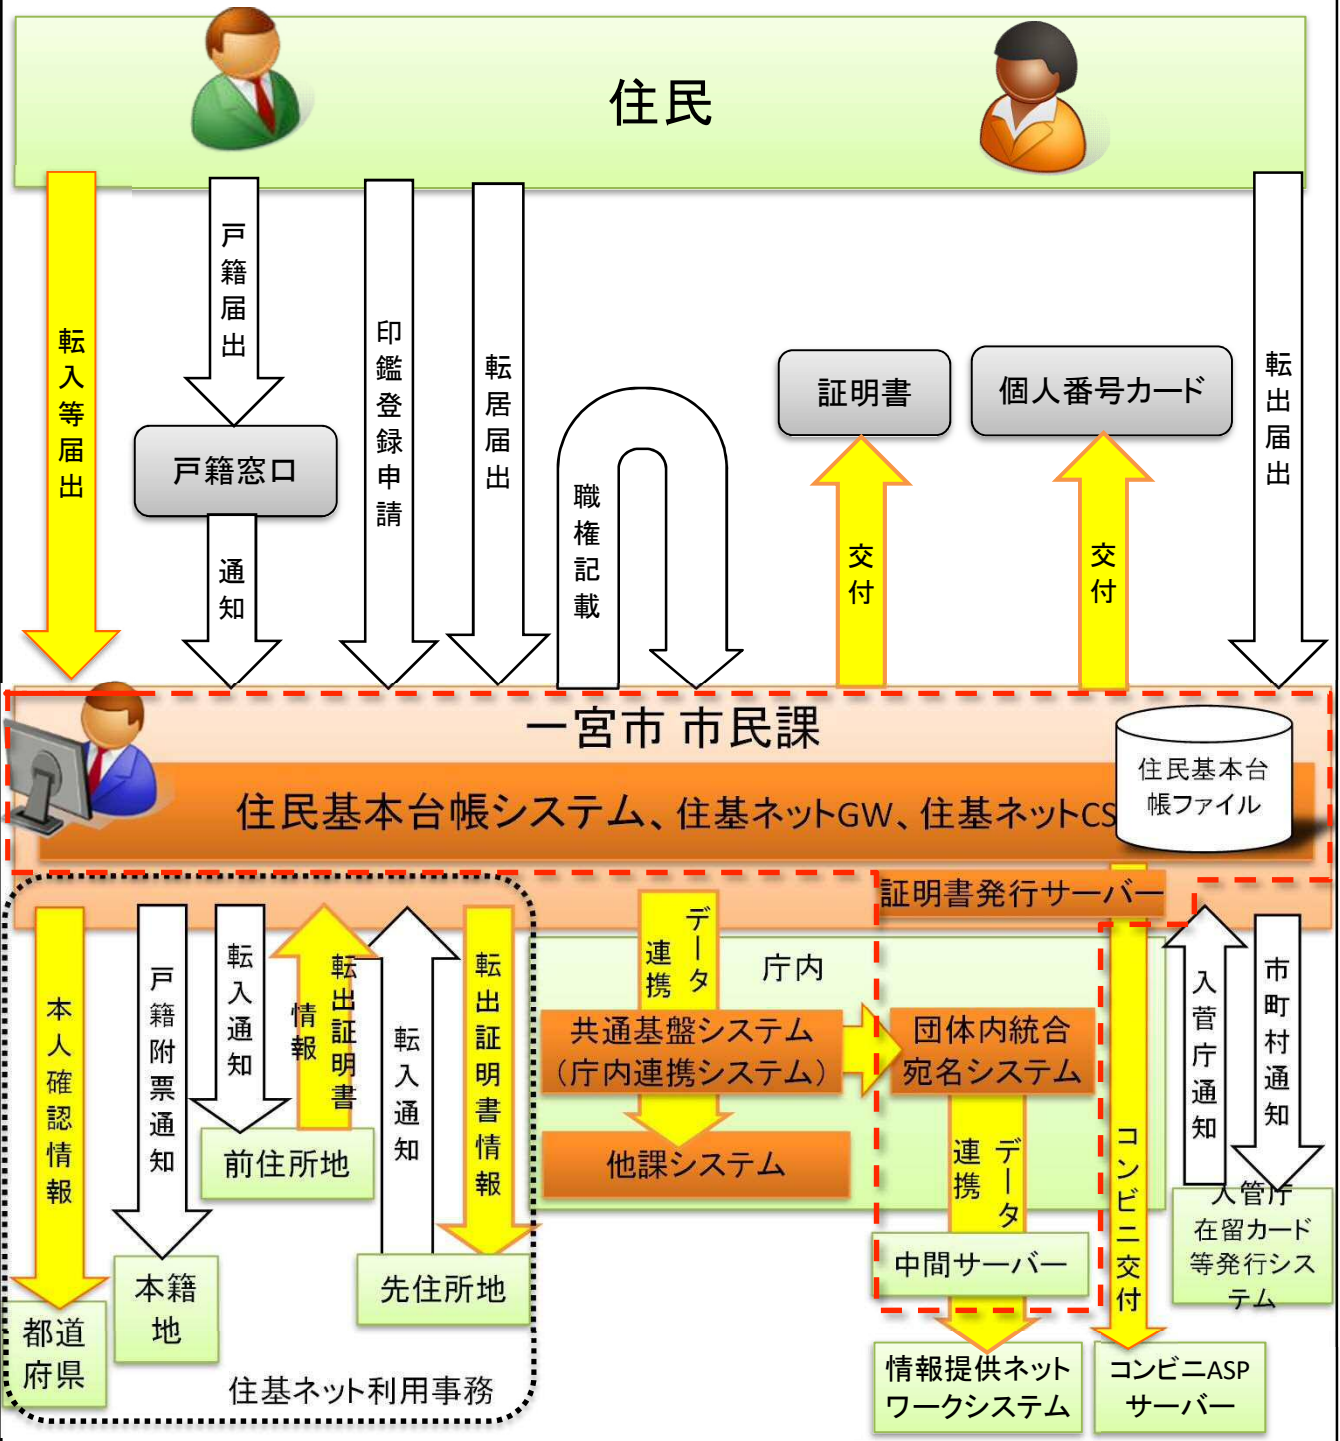 住民
転入等届出
戸籍届出
印鑑登録申請
転居届出
職権記載
証明書
個人番号カード
転出届出
戸籍窓口
通知
交付
交付
一宮市 市民課
住民基本台帳システム、住基ネットGW、住基ネットCS
住民基本台
帳ファイル
証明書発行サーバー
本人確認情報
戸籍附票通知
転入通知
転出証明書
情報
転入通知
転出証明書情報
データ
連携
庁内
共通基盤システム
（庁内連携システム）
団体内統合
宛名システム
他課システム
データ
連携
コンビニ交付
入菅庁通知
市町村通知
前住所地
先住所地
本籍
地
都道
府県
住基ネット利用事務
中間サーバー
入管庁
在留カード
等発行シス
テム
情報提供ネット
ワークシステム
コンビニASP
サーバー